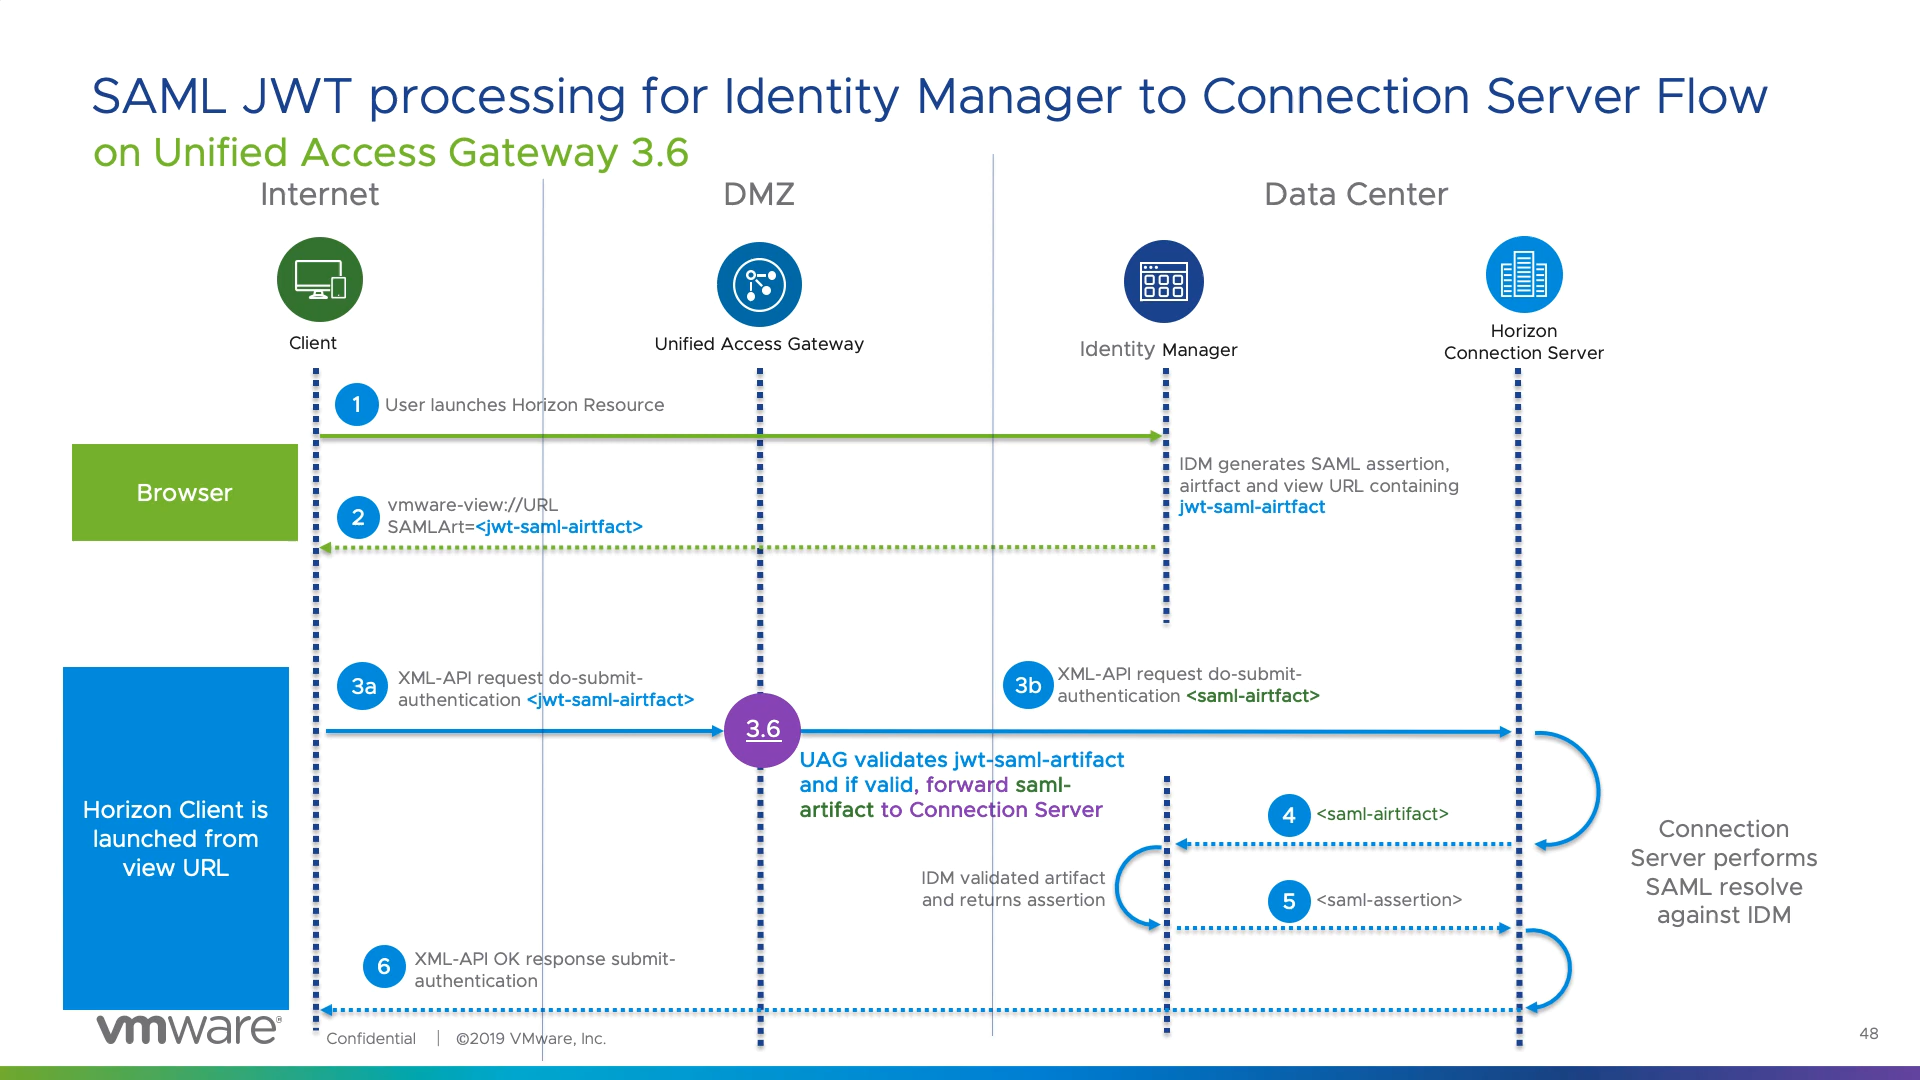 SAML JWT processing for Identity Manager to Connection Server Flow
on Unified Access Gateway 3.6
Internet
DMZ
Data Center
Client
Unified Access Gateway
Identity Manager
Horizon
Connection Server
1
User launches Horizon Resource
Browser
IDM generates SAML assertion,
airtfact and view URL containing
jwt-saml-airtfact
2
vmware-view://URL
SAMLArt=<jwt-saml-airtfact>
Horizon Client is
launched from
view URL
3a
XML-API request do-submit-
authentication <jwt-saml-airtfact>
3.6
3b
XML-API request do-submit-
authentication <saml-airtfact>
UAG validates jwt-saml-artifact
and if valid, forward saml-
artifact to Connection Server
4
<saml-airtifact>
Connection
Server performs
SAML resolve
against IDM
IDM validated artifact
and returns assertion
5
<saml-assertion>
6
XML-API OK response submit-
authentication
vmware®
Confidential | ©2019 VMware, Inc.
48